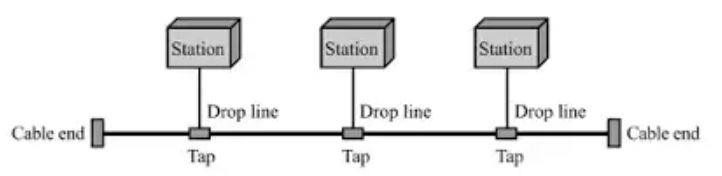 Station Station Station
Drop line Drop line Drop line
Cable end Cable end
Tap Tap Tap